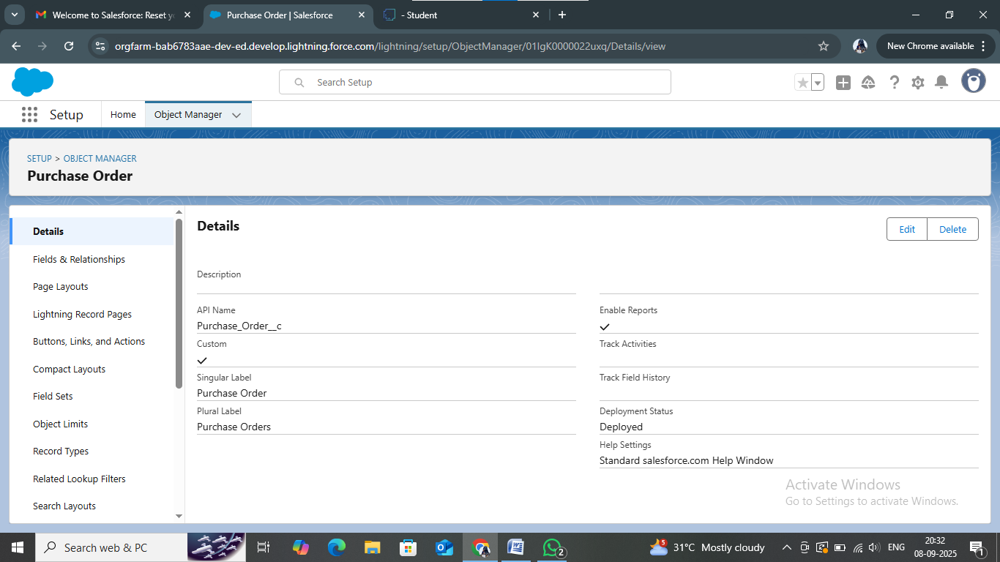 Welcome to Salesforce: Reset y
Purchase Order | Salesforce
- Student
orgfarm-bab6783aae-dev-ed.develop.lightning.force.com/lightning/setup/ObjectManager/01IgK0000022uxq/Details/view
New Chrome available
Search Setup
Setup
Home
Object Manager
SETUP > OBJECT MANAGER
Purchase Order
Details
Fields & Relationships
Page Layouts
Lightning Record Pages
Buttons, Links, and Actions
Compact Layouts
Field Sets
Object Limits
Record Types
Related Lookup Filters
Search Layouts
Details
Edit
Delete
Description
API Name
Purchase_Order__c
Custom
Singular Label
Purchase Order
Plural Label
Purchase Orders
Enable Reports
Track Activities
Track Field History
Deployment Status
Deployed
Help Settings
Standard salesforce.com Help Window
Activate Windows
Go to Settings to activate Windows.
Search web & PC
2
5
31°C Mostly cloudy
ENG
20:32
08-09-2025
1